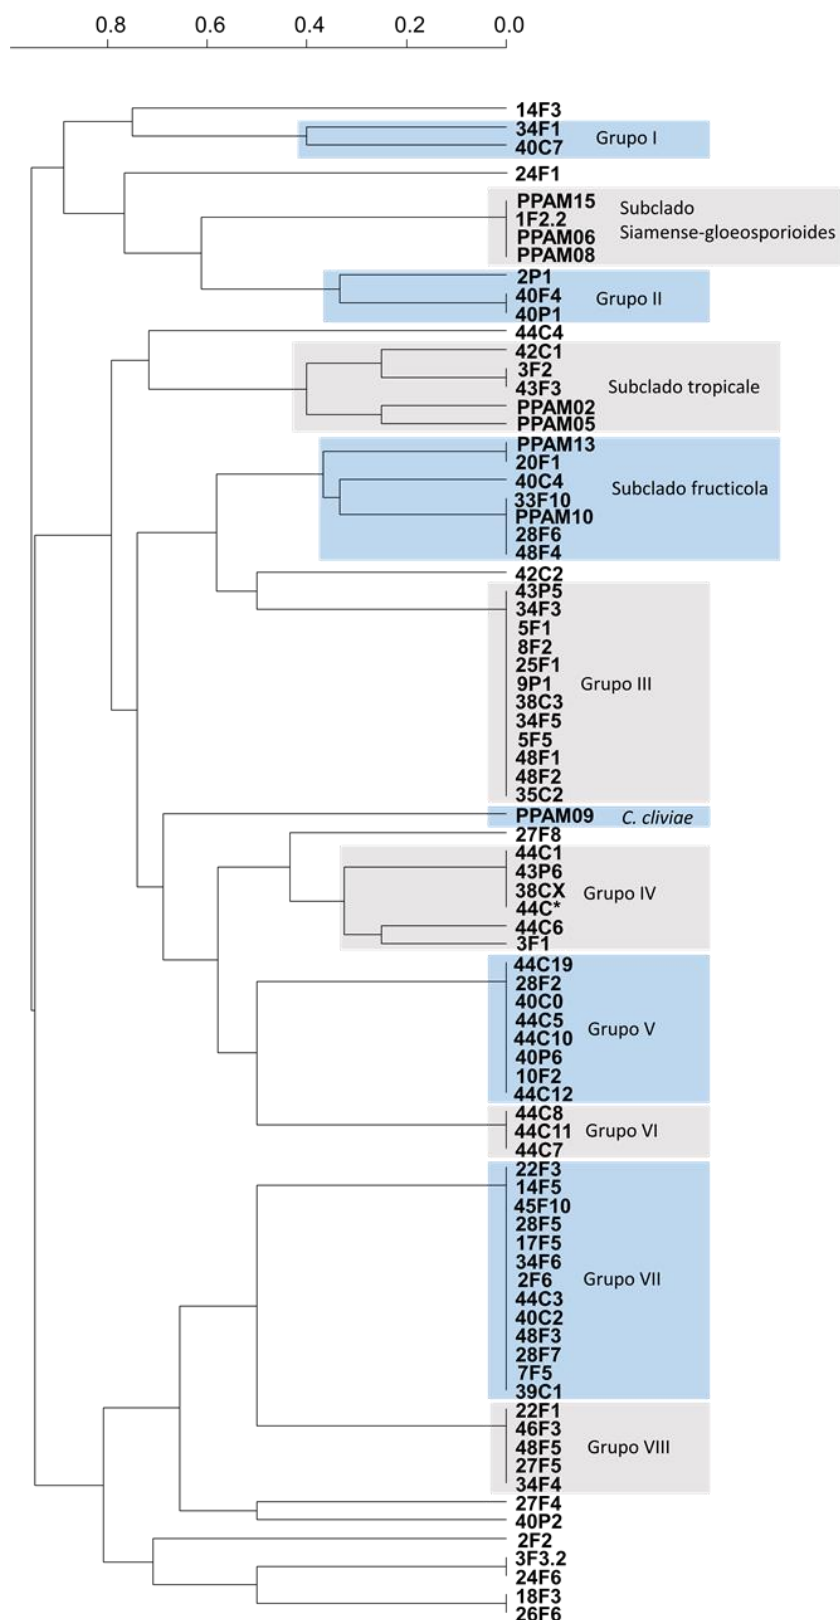 0.8 0.6 0.4 0.2 0.0
14F3
34F1
Grupo I
40C7
24F1
PPAM15
Subclado
1F2.2
Siamense-gloeosporioides
PPAM06
PPAM08
2P1
40F4
Grupo II
40P1
44C4
42C1
3F2
43F3
Subclado tropicale
PPAM02
PPAM05
PPAM13
20F1
40C4
Subclado fructicola
33F10
PPAM10
28F6
48F4
42C2
43P5
34F3
5F1
8F2
25F1
9P1
Grupo III
38C3
34F5
5F5
48F1
48F2
35C2
PPAM09
C. cliviae
27F8
44C1
43P6
38CX
Grupo IV
44C*
44C6
3F1
44C19
28F2
40C0
44C5
Grupo V
44C10
40P6
10F2
44C12
44C8
44C11
Grupo VI
44C7
22F3
14F5
45F10
28F5
17F5
34F6
2F6
Grupo VII
44C3
40C2
48F3
28F7
7F5
39C1
22F1
46F3
48F5
Grupo VIII
27F5
34F4
27F4
40P2
2F2
3F3.2
24F6
18F3
26F6